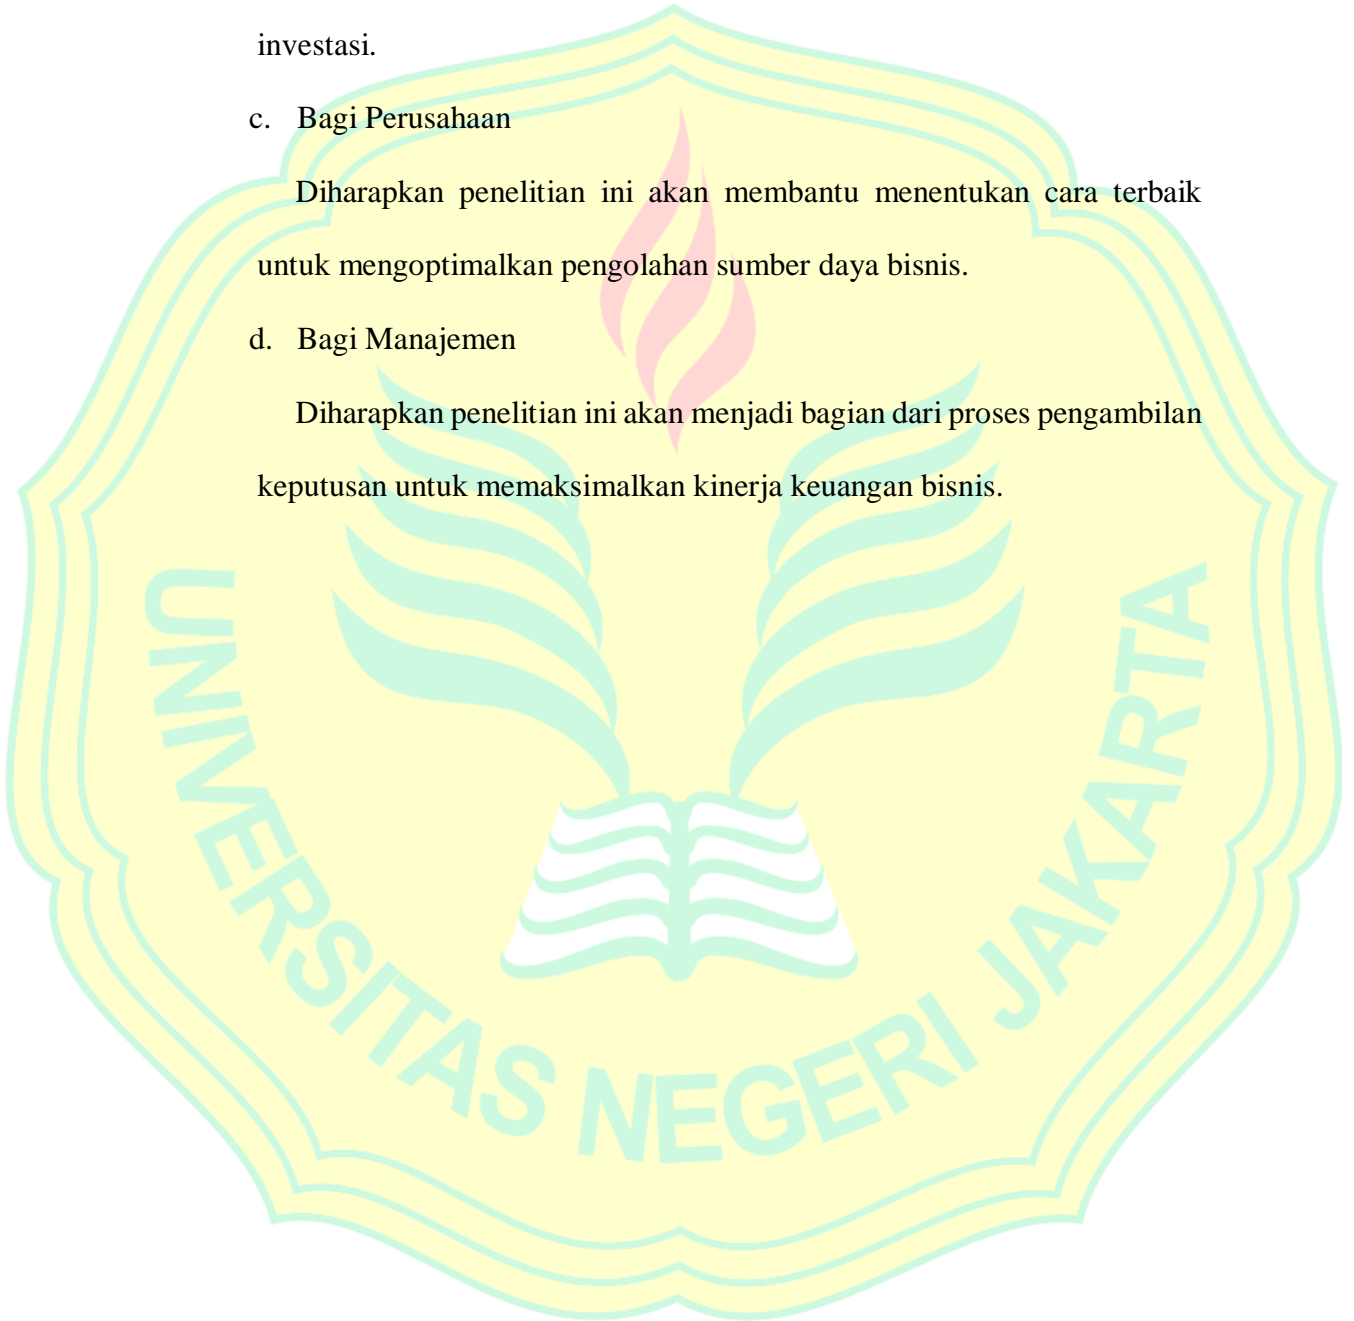 investasi.
c. Bagi Perusahaan
Diharapkan penelitian ini akan membantu menentukan cara terbaik
untuk mengoptimalkan pengolahan sumber daya bisnis.
d. Bagi Manajemen
Diharapkan penelitian ini akan menjadi bagian dari proses pengambilan
keputusan untuk memaksimalkan kinerja keuangan bisnis.
UNIVERSITAS NEGERI JAKARTA